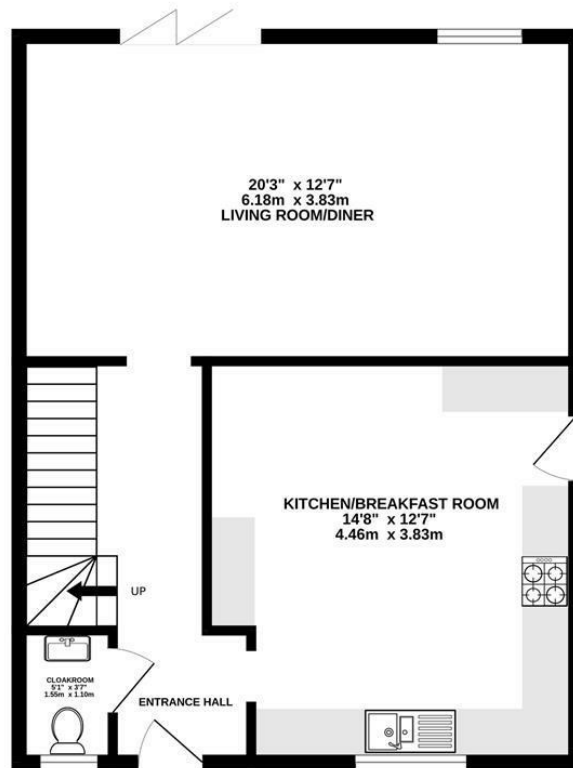 20'3" x 12'7"
6.18m x 3.83m
LIVING ROOM/DINER
KITCHEN/BREAKFAST ROOM
14'8" x 12'7"
4.46m x 3.83m
UP
CLOAKROOM
5'1" x 3'7"
1.55m x 1.10m
ENTRANCE HALL